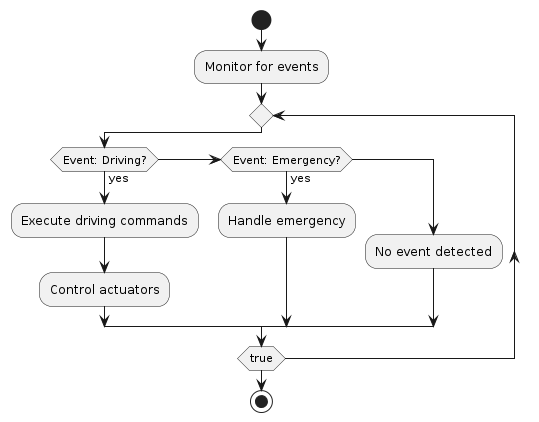 Monitor for events
Event: Driving?
Event: Emergency?
yes
yes
Execute driving commands
Handle emergency
No event detected
Control actuators
true